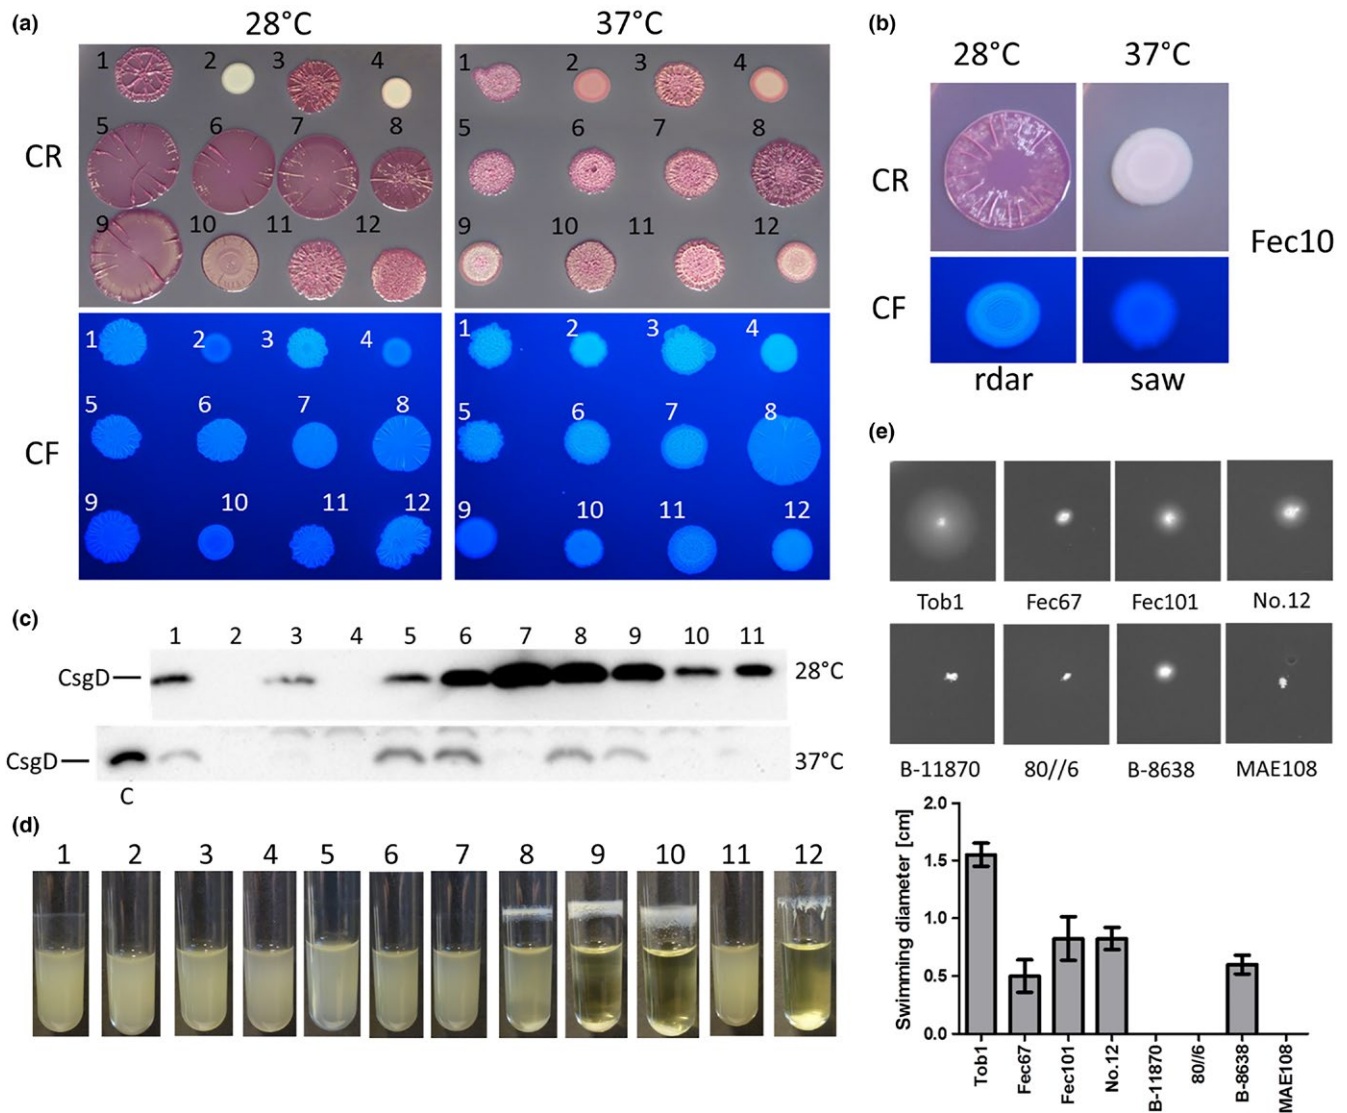 (a)
28°C
37°C
1 2 3 4
5 6 7 8
9 10 11 12
1 2 3 4
5 6 7 8
9 10 11 12
CR
1 2 3 4
5 6 7 8
9 10 11 12
1 2 3 4
5 6 7 8
9 10 11 12
CF
(b)
28°C 37°C
CR
Fec10
CF
rdar saw
(c)
1 2 3 4 5 6 7 8 9 10 11
CsgD 28°C
CsgD 37°C
C
(d)
1 2 3 4 5 6 7 8 9 10 11 12
(e)
Tob1 Fec67 Fec101 No.12
B-11870 80//6 B-8638 MAE108
Swimming diameter [cm]
2.0
1.5
1.0
0.5
0.0
Tob1
Fec67
Fec101
No.12
B-11870
80//6
B-8638
MAE108